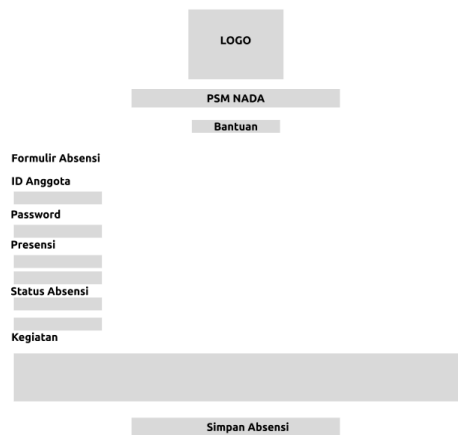 LOGO
PSM NADA
Bantuan
Formulir Absensi
ID Anggota
Password
Presensi
Status Absensi
Kegiatan
Simpan Absensi